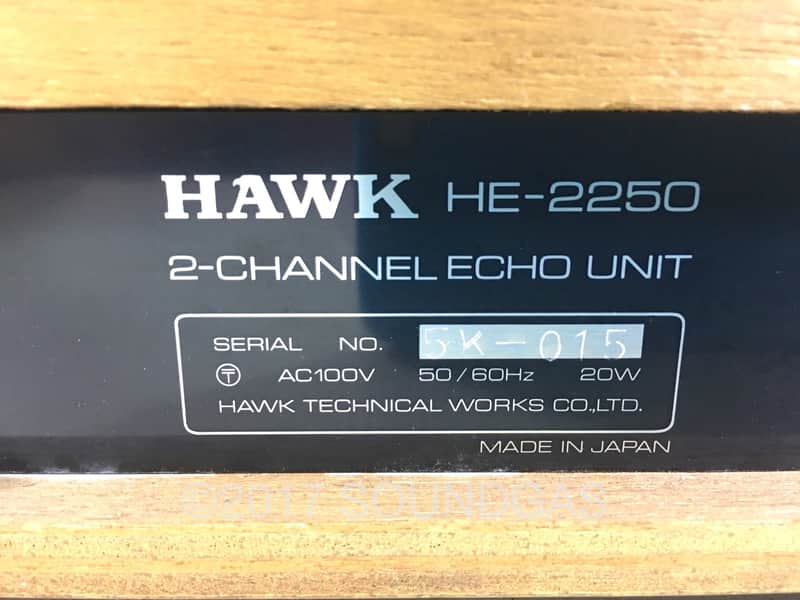 HAWK HE-2250
2-CHANNEL ECHO UNIT
SERIAL NO. 5K-015
〒 AC100V 50/60Hz 20W
HAWK TECHNICAL WORKS CO.,LTD.
MADE IN JAPAN
©2017 SOUNDGAS